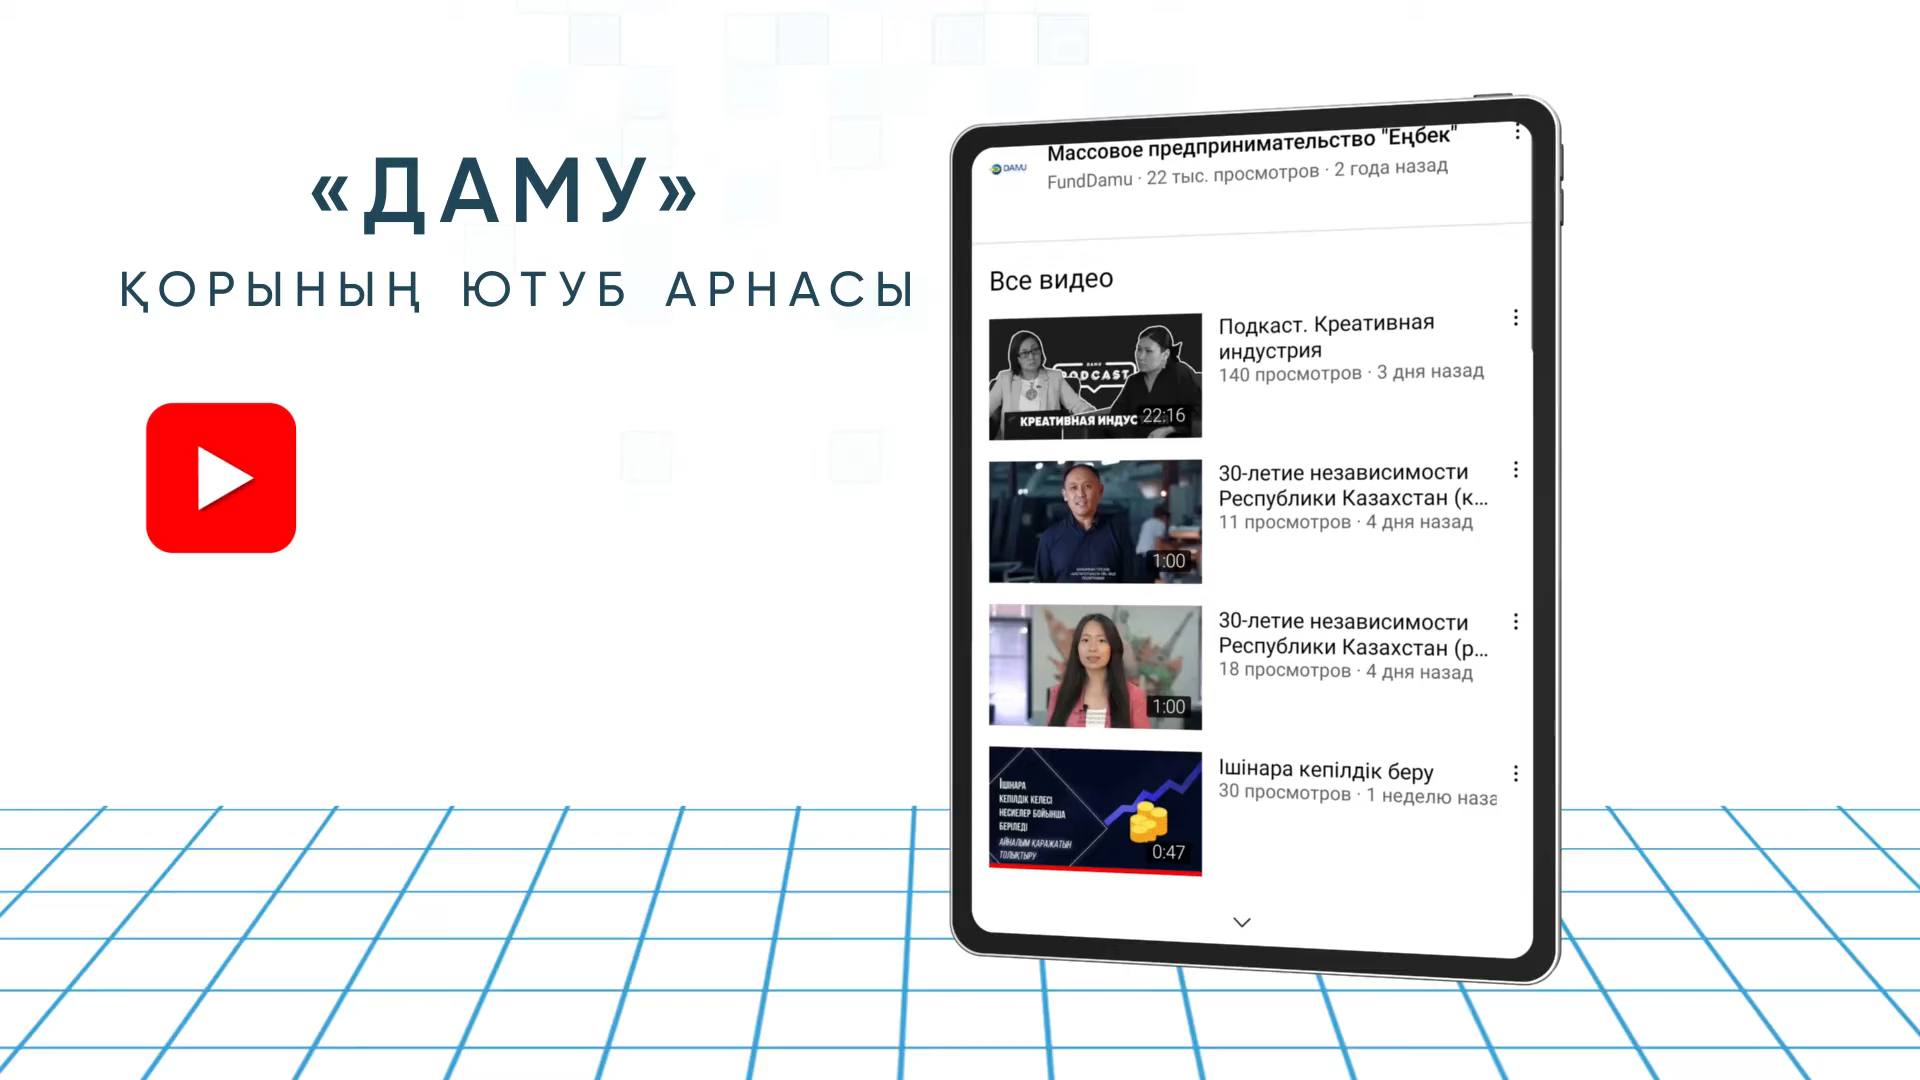 «ДАМУ»
ҚОРЫНЫҢ ЮТУБ АРНАСЫ
Массовое предпринимательство "Еңбек"
DAMU
FundDamu · 22 тыс. просмотров · 2 года назад
Все видео
DAMU
PODCAST
КРЕАТИВНАЯ ИНДУС
22:16
Подкаст. Креативная
индустрия
140 просмотров · 3 дня назад
1:00
30-летие независимости
Республики Казахстан (к...
11 просмотров · 4 дня назад
1:00
30-летие независимости
Республики Казахстан (р...
18 просмотров · 4 дня назад
ІШІНАРА
КЕПІЛДІК КЕЛЕСІ
НЕСИЕЛЕР БОЙЫНША
БЕРІЛЕДІ
АЙНАЛЫМ ҚАРАЖАТЫН
ТОЛЫҚТЫРУ
0:47
Ішінара кепілдік беру
30 просмотров · 1 неделю наза